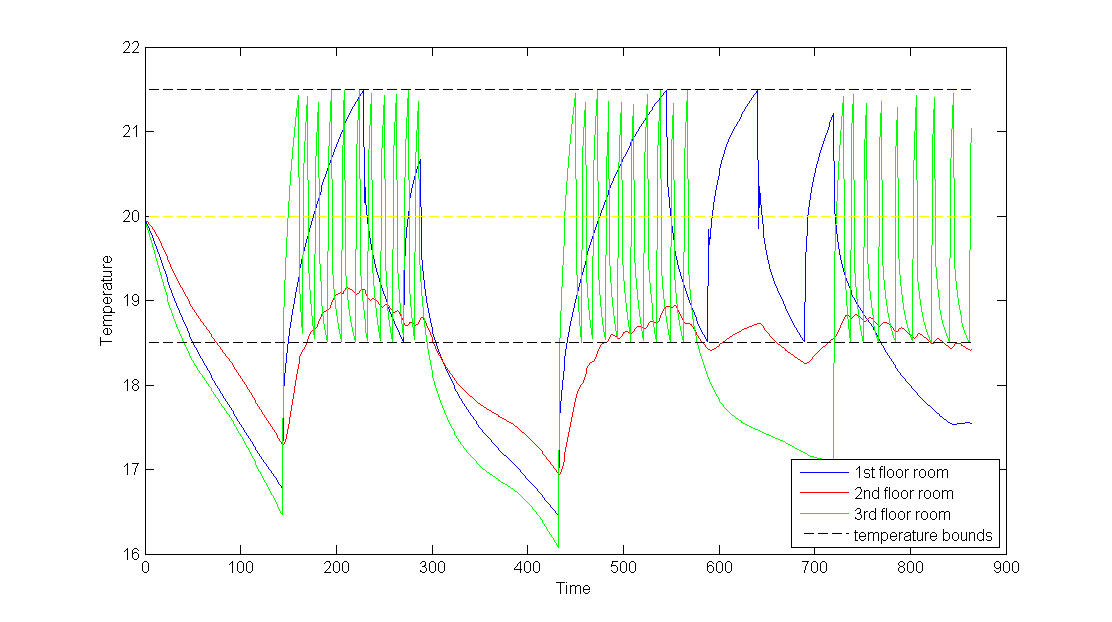 22
21
20
19
18
17
16
Temperature
0 100 200 300 400 500 600 700 800 900
Time
1st floor room
2nd floor room
3rd floor room
temperature bounds